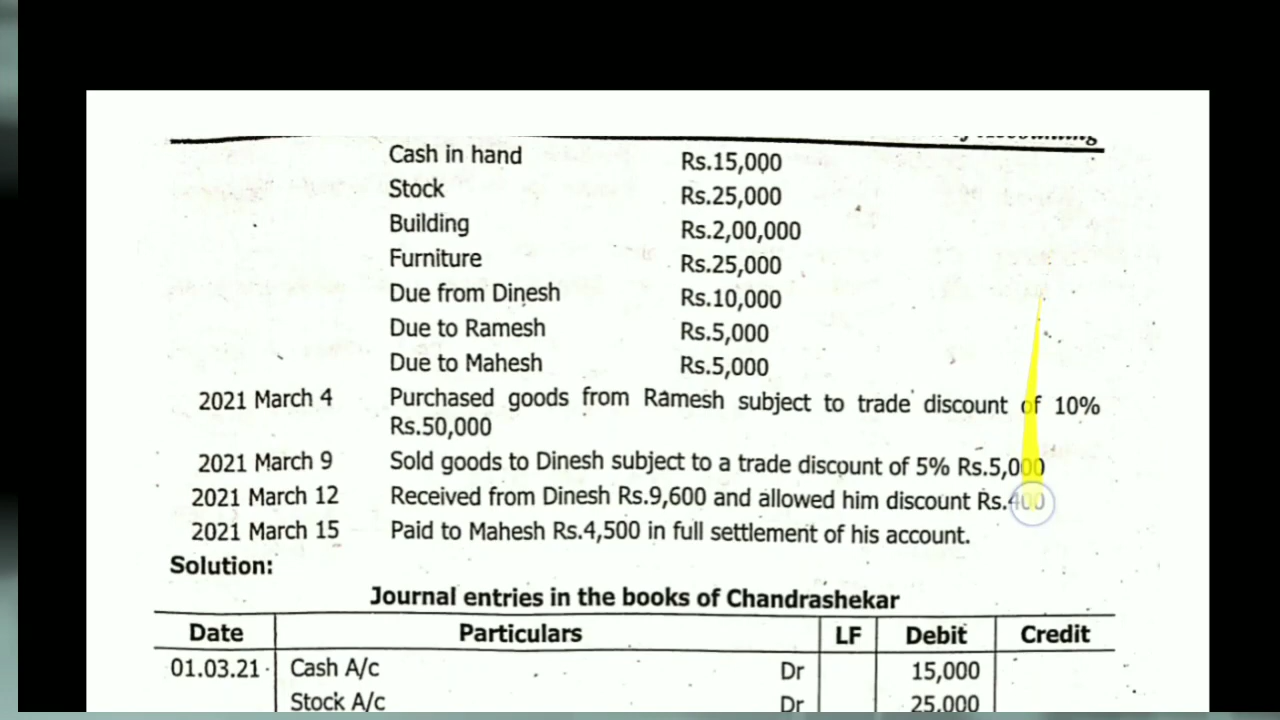 Cash in hand Rs.15,000
Stock Rs.25,000
Building Rs.2,00,000
Furniture Rs.25,000
Due from Dinesh Rs.10,000
Due to Ramesh Rs.5,000
Due to Mahesh Rs.5,000
2021 March 4 Purchased goods from Ramesh subject to trade discount of 10%
Rs.50,000
2021 March 9 Sold goods to Dinesh subject to a trade discount of 5% Rs.5,000
2021 March 12 Received from Dinesh Rs.9,600 and allowed him discount Rs.400
2021 March 15 Paid to Mahesh Rs.4,500 in full settlement of his account.
Solution:
Journal entries in the books of Chandrashekar
Date Particulars LF Debit Credit
01.03.21 Cash A/c Dr 15,000
Stock A/c Dr 25,000